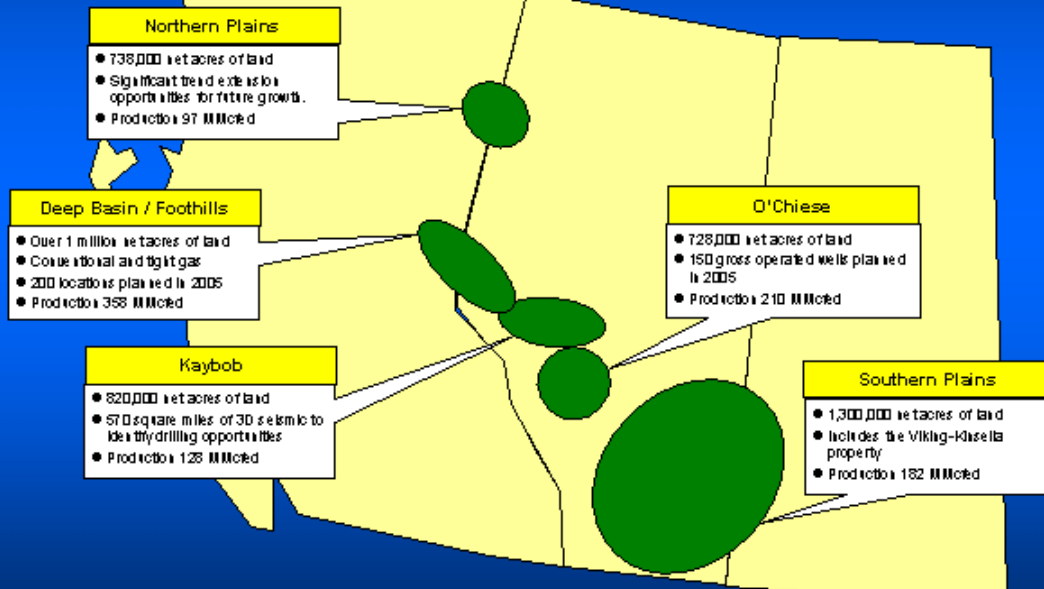 Northern Plains
● 738,000 net acres of land
● Significant trend extension
opportunities for future growth.
● Production 97 MMcfed
Deep Basin / Foothills
● Over 1 million net acres of land
● Conventional and tight gas
● 200 locations planned in 2005
● Production 358 MMcfed
O'Chiese
● 728,000 net acres of land
● 150 gross operated wells planned
in 2005
● Production 210 MMcfed
Kaybob
● 820,000 net acres of land
● 570 square miles of 3D seismic to
identify drilling opportunities
● Production 128 MMcfed
Southern Plains
● 1,300,000 net acres of land
● Includes the Viking-Kinsella
property
● Production 182 MMcfed